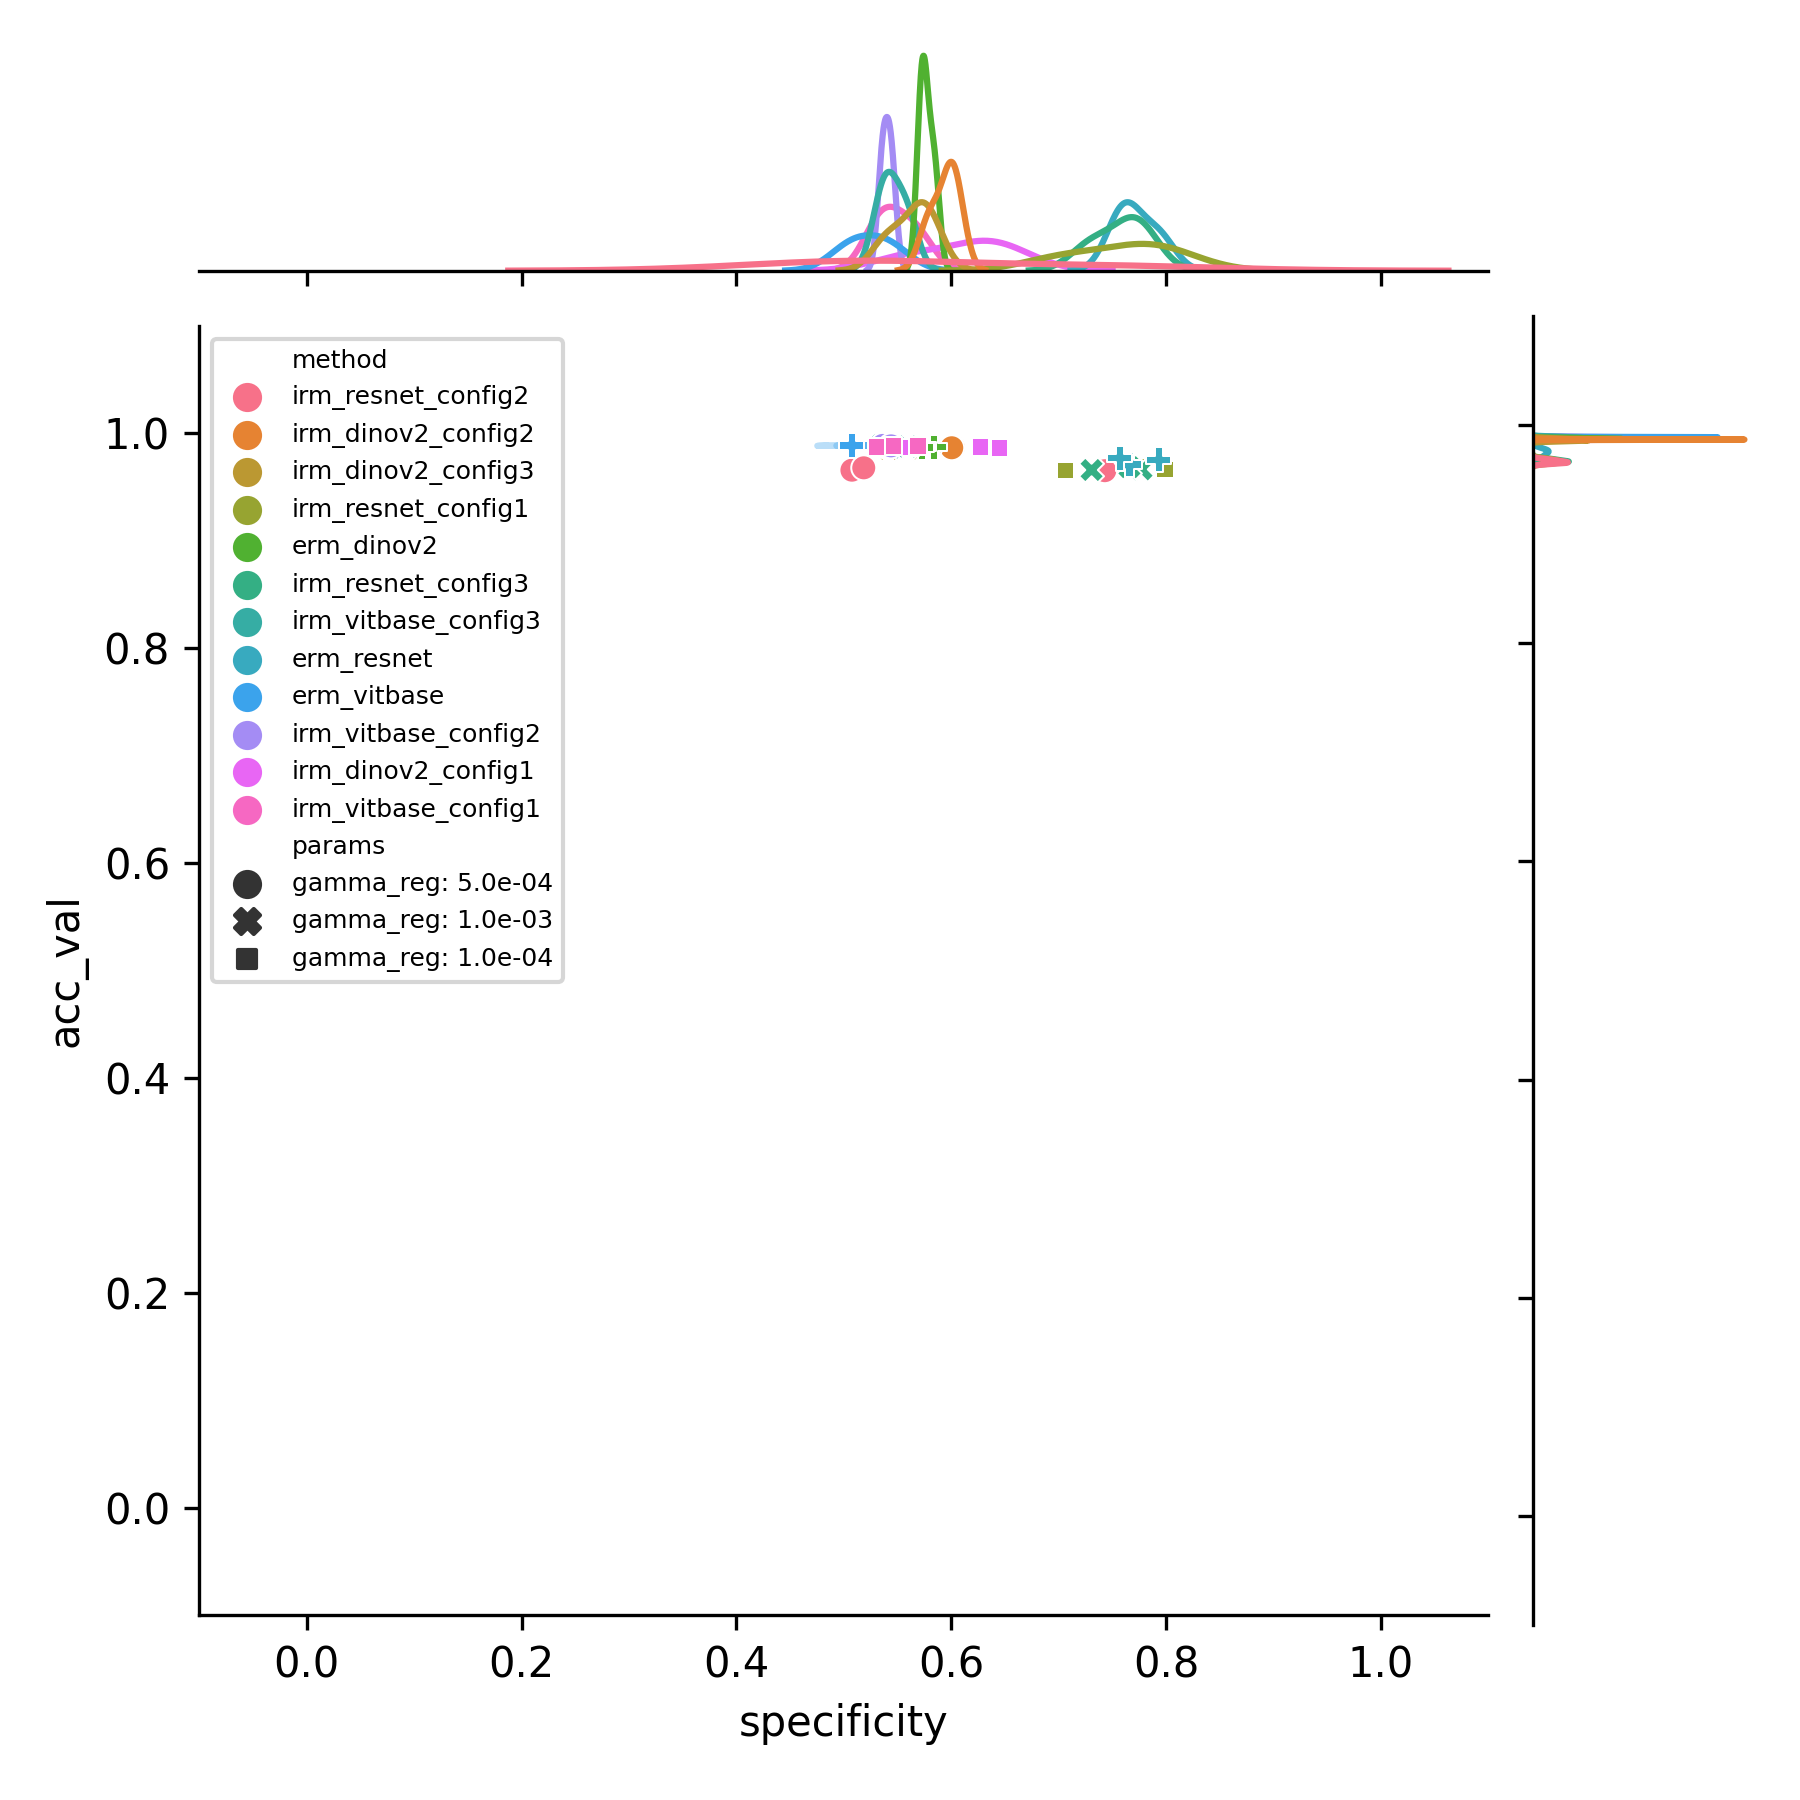 method
irm_resnet_config2
irm_dinov2_config2
irm_dinov2_config3
irm_resnet_config1
erm_dinov2
irm_resnet_config3
irm_vitbase_config3
erm_resnet
erm_vitbase
irm_vitbase_config2
irm_dinov2_config1
irm_vitbase_config1
params
gamma_reg: 5.0e-04
gamma_reg: 1.0e-03
gamma_reg: 1.0e-04
1.0
0.8
0.6
0.4
0.2
0.0
acc_val
0.0 0.2 0.4 0.6 0.8 1.0
specificity